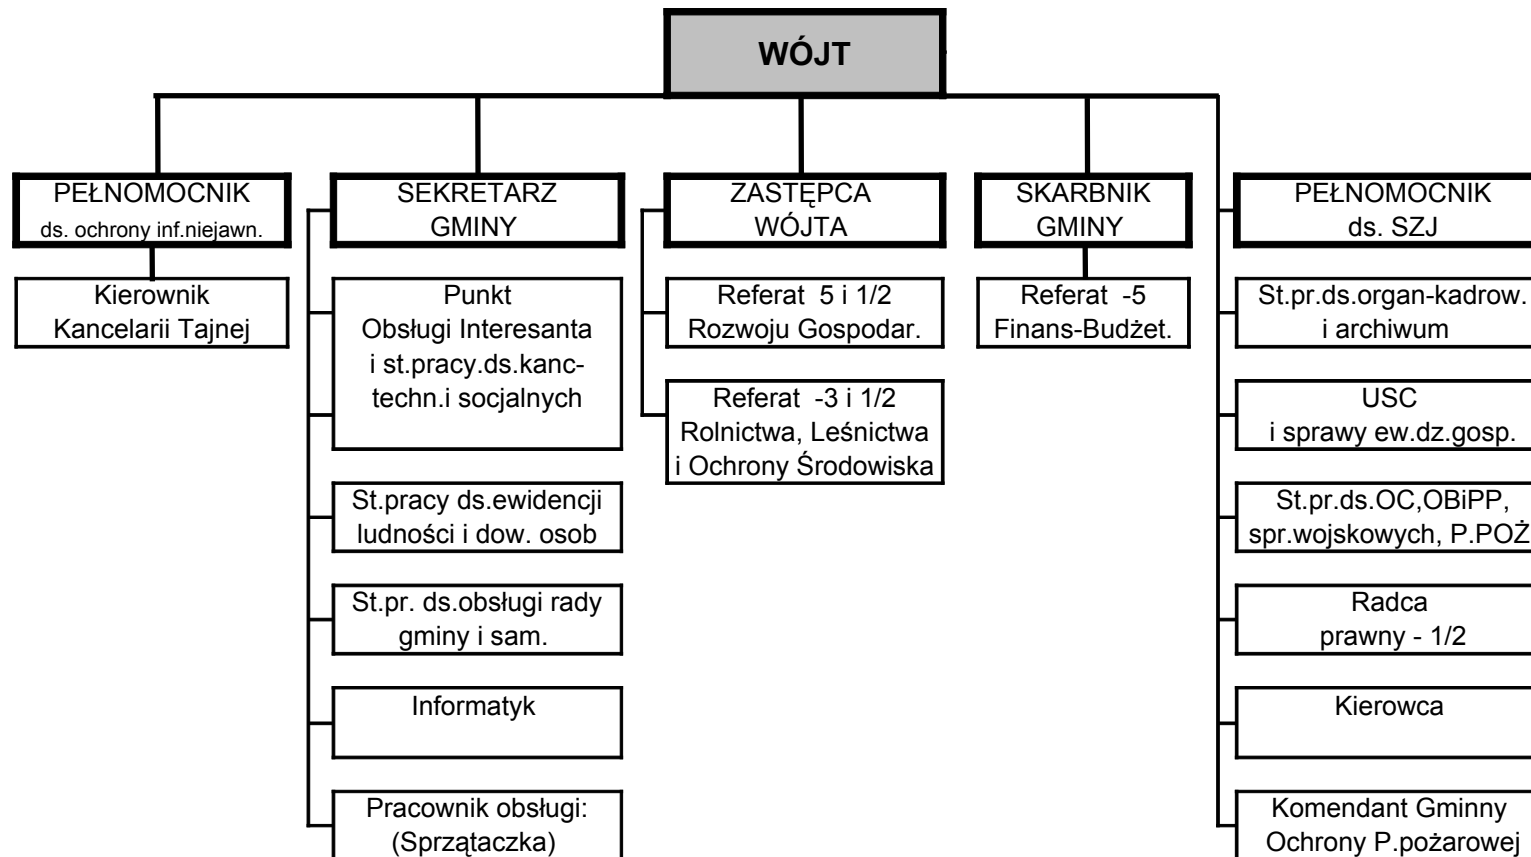 WÓJT
PEŁNOMOCNIK
ds. ochrony inf.niejawn.
Kierownik
Kancelarii Tajnej
SEKRETARZ
GMINY
Punkt
Obsługi Interesanta
i st.pracy.ds.kanc-
techn.i socjalnych
St.pracy ds.ewidencji
ludności i dow. osob
St.pr. ds.obsługi rady
gminy i sam.
Informatyk
Pracownik obsługi:
(Sprzątaczka)
ZASTĘPCA
WÓJTA
Referat 5 i 1/2
Rozwoju Gospodar.
Referat -3 i 1/2
Rolnictwa, Leśnictwa
i Ochrony Środowiska
SKARBNIK
GMINY
Referat -5
Finans-Budżet.
PEŁNOMOCNIK
ds. SZJ
St.pr.ds.organ-kadrow.
i archiwum
USC
i sprawy ew.dz.gosp.
St.pr.ds.OC,OBiPP,
spr.wojskowych, P.POŻ
Radca
prawny - 1/2
Kierowca
Komendant Gminny
Ochrony P.pożarowej